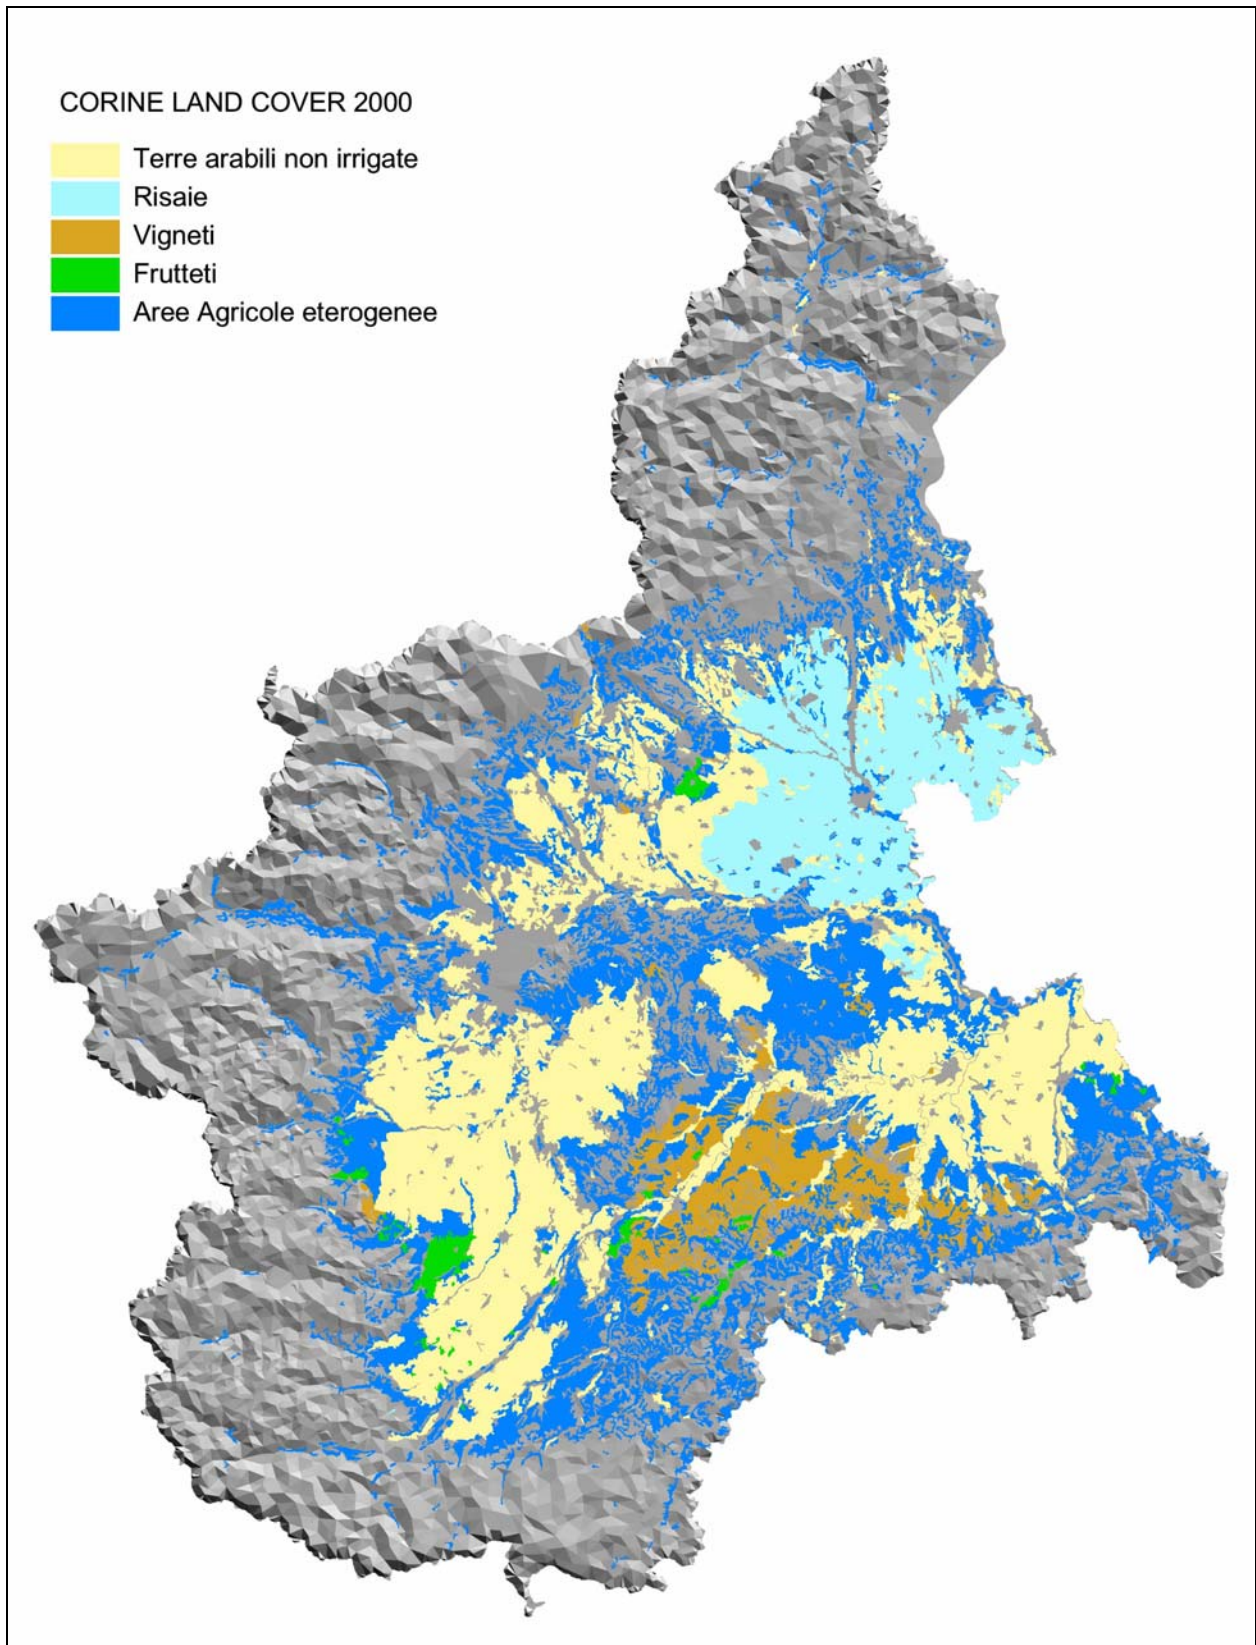 CORINE LAND COVER 2000
Terre arabili non irrigate
Risaie
Vigneti
Frutteti
Aree Agricole eterogenee